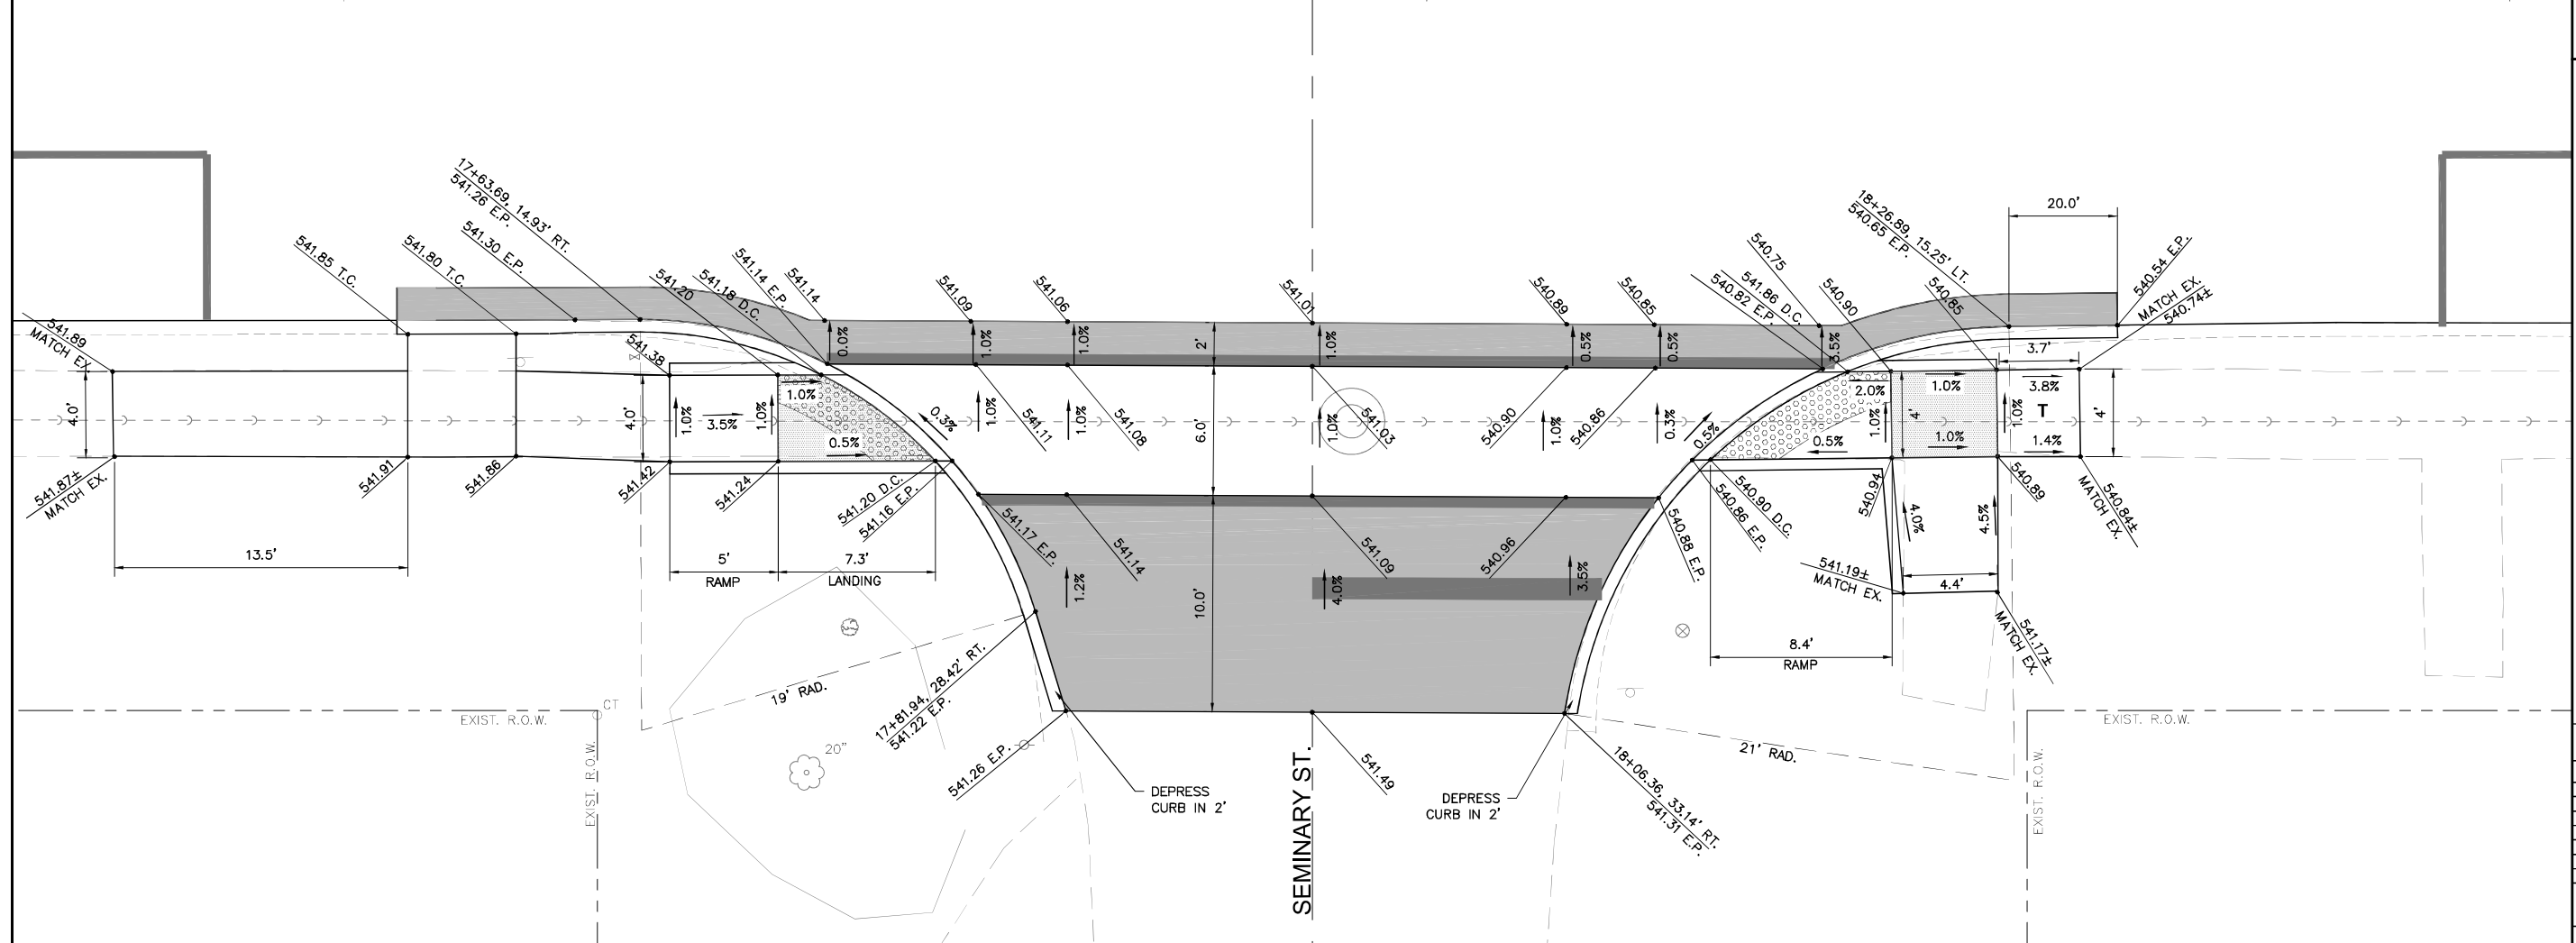 17+63.69, 14.93' RT.
541.26 E.P.
541.30 E.P.
541.80 T.C.
541.85 T.C.
541.89
MATCH EX.
4.0'
541.87±
MATCH EX.
13.5'
541.91
541.86
541.20
541.18 D.C.
541.14 E.P.
541.14
541.38
4.0'
1.0%
3.5%
1.0%
1.0%
0.5%
541.42
541.24
541.20 D.C.
541.16 E.P.
5'
RAMP
7.3'
LANDING
0.3%
541.09
541.06
541.01
540.89
540.85
0.0%
1.0%
1.0%
2'
1.0%
0.5%
0.5%
3.5%
1.0%
541.11
1.0%
541.08
6.0'
1.0%
541.03
540.90
1.0%
540.86
0.3%
0.5%
541.17 E.P.
541.14
541.09
540.96
540.88 E.P.
1.2%
10.0'
4.0%
3.5%
540.75
541.86 D.C.
540.82 E.P.
540.90
18+26.89, 15.25' LT.
540.65 E.P.
540.85
20.0'
540.54 E.P.
MATCH EX.
540.74±
3.7'
2.0%
1.0%
3.8%
1.0%
4'
1.0%
T
4'
0.5%
1.0%
1.4%
540.86 E.P.
540.90 D.C.
540.94
540.89
540.84±
MATCH EX.
4.0%
4.5%
541.19±
MATCH EX.
4.4'
541.17±
MATCH EX.
8.4'
RAMP
19' RAD.
17+81.94, 28.42' RT.
541.22 E.P.
541.26 E.P.
20"
CT
EXIST. R.O.W.
EXIST. R.O.W.
DEPRESS
CURB IN 2'
SEMINARY ST.
541.49
DEPRESS
CURB IN 2'
18+06.36, 33.14' RT.
541.31 E.P.
21' RAD.
EXIST. R.O.W.
EXIST. R.O.W.